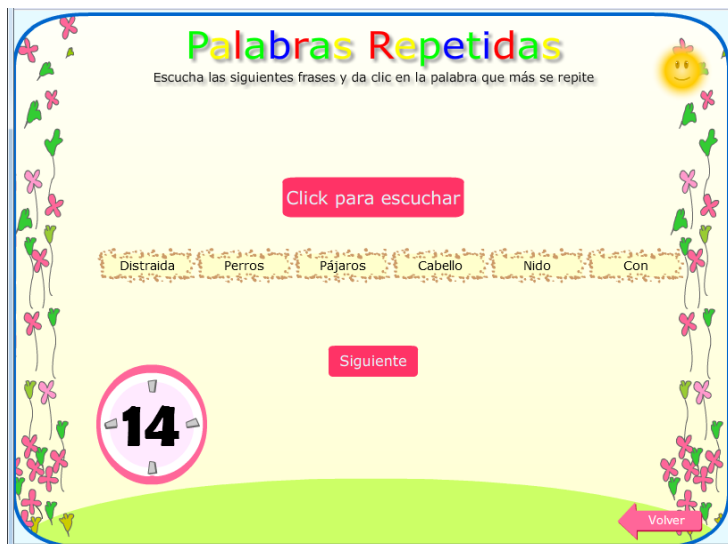 Palabras Repetidas
Escucha las siguientes frases y da clic en la palabra que más se repite
Click para escuchar
Distraida Perros Pájaros Cabello Nido Con
Siguiente
14
Volver